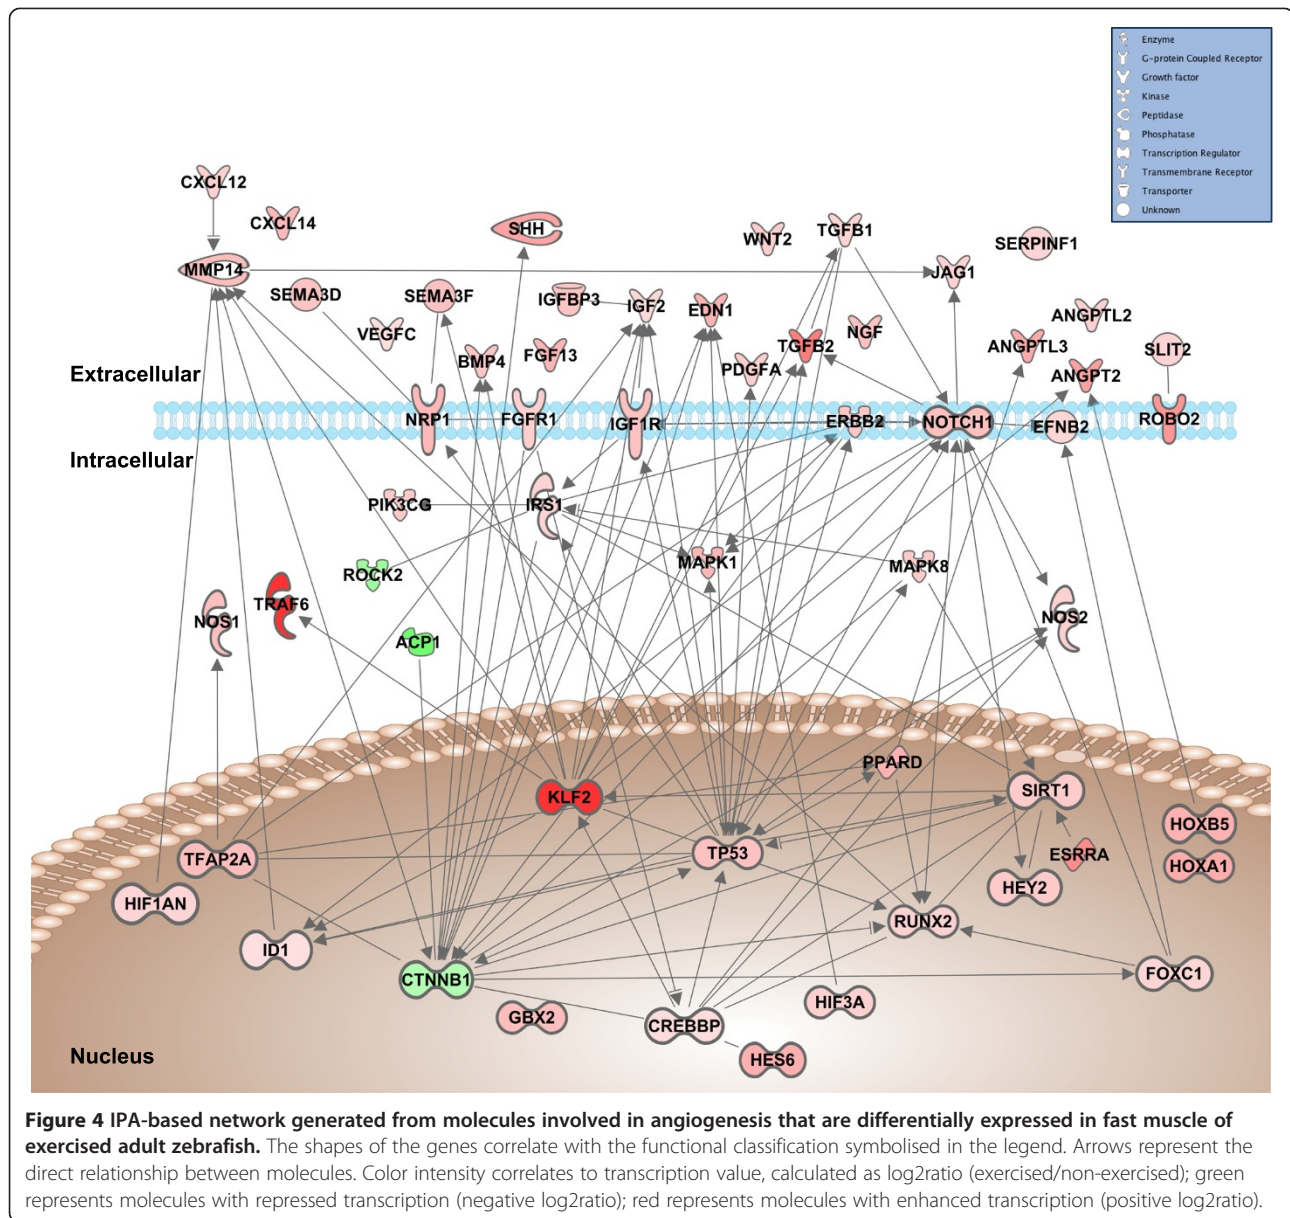 Enzyme
G-protein Coupled Receptor
Growth factor
Kinase
Peptidase
Phosphatase
Transcription Regulator
Transmembrane Receptor
Transporter
Unknown
CXCL12
CXCL14
SHH
WNT2
TGFB1
SERPINF1
MMP14
JAG1
SEMA3D
SEMA3F
IGFBP3
IGF2
EDN1
ANGPTL2
VEGFC
BMP4
FGF13
TGFB2
NGF
ANGPTL3
SLIT2
PDGFA
ANGPT2
Extracellular
NRP1
FGFR1
IGF1R
ERBB2
NOTCH1
EFNB2
ROBO2
Intracellular
PIK3CG
IRS1
ROCK2
MAPK1
MAPK8
NOS1
TRAF6
ACP1
NOS2
PPARD
KLF2
SIRT1
HOXB5
TFAP2A
TP53
ESRRA
HOXA1
HIF1AN
HEY2
ID1
RUNX2
CTNNB1
FOXC1
GBX2
CREBBP
HIF3A
HES6
Nucleus
Figure 4 IPA-based network generated from molecules involved in angiogenesis that are differentially expressed in fast muscle of
exercised adult zebrafish. The shapes of the genes correlate with the functional classification symbolised in the legend. Arrows represent the
direct relationship between molecules. Color intensity correlates to transcription value, calculated as log2ratio (exercised/non-exercised); green
represents molecules with repressed transcription (negative log2ratio); red represents molecules with enhanced transcription (positive log2ratio).